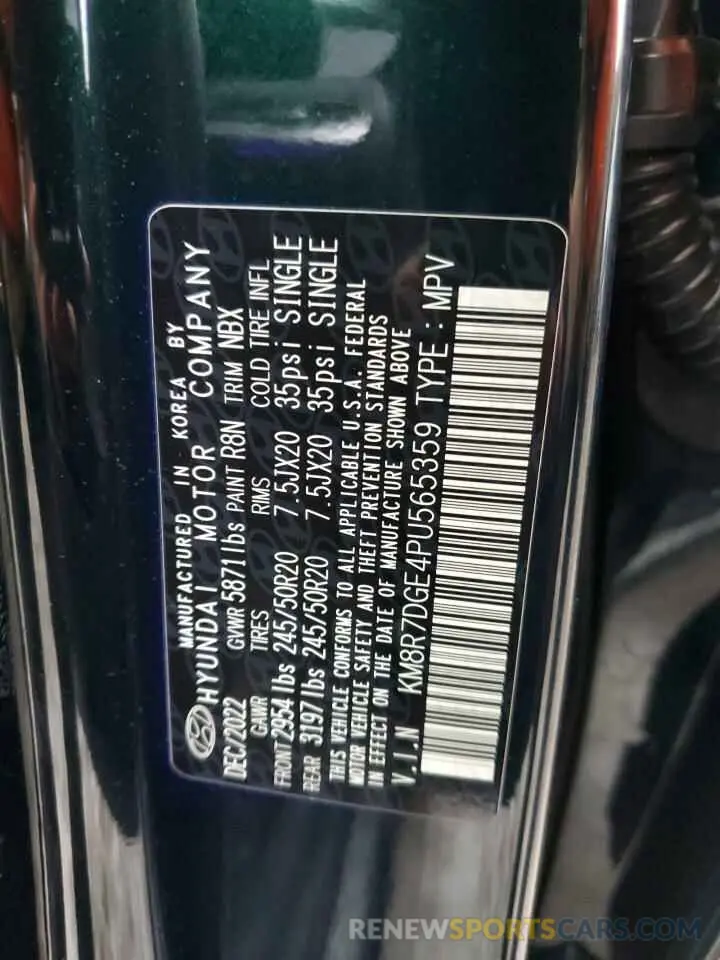 MANUFACTURED IN KOREA BY
HYUNDAI MOTOR COMPANY
DEC/2022 GVWR 5871lbs PAINT R8N TRIM NBX
GAWR TIRES RIMS COLD TIRE INFL
FRONT 2954lbs 245/50R20 7.5JX20 35psi SINGLE
REAR 3197lbs 245/50R20 7.5JX20 35psi SINGLE
THIS VEHICLE CONFORMS TO ALL APPLICABLE U.S.A. FEDERAL
MOTOR VEHICLE SAFETY AND THEFT PREVENTION STANDARDS
IN EFFECT ON THE DATE OF MANUFACTURE SHOWN ABOVE
V.I.N KM8R7DGE4PU565359 TYPE : MPV
RENEWSPORTSCARS.COM